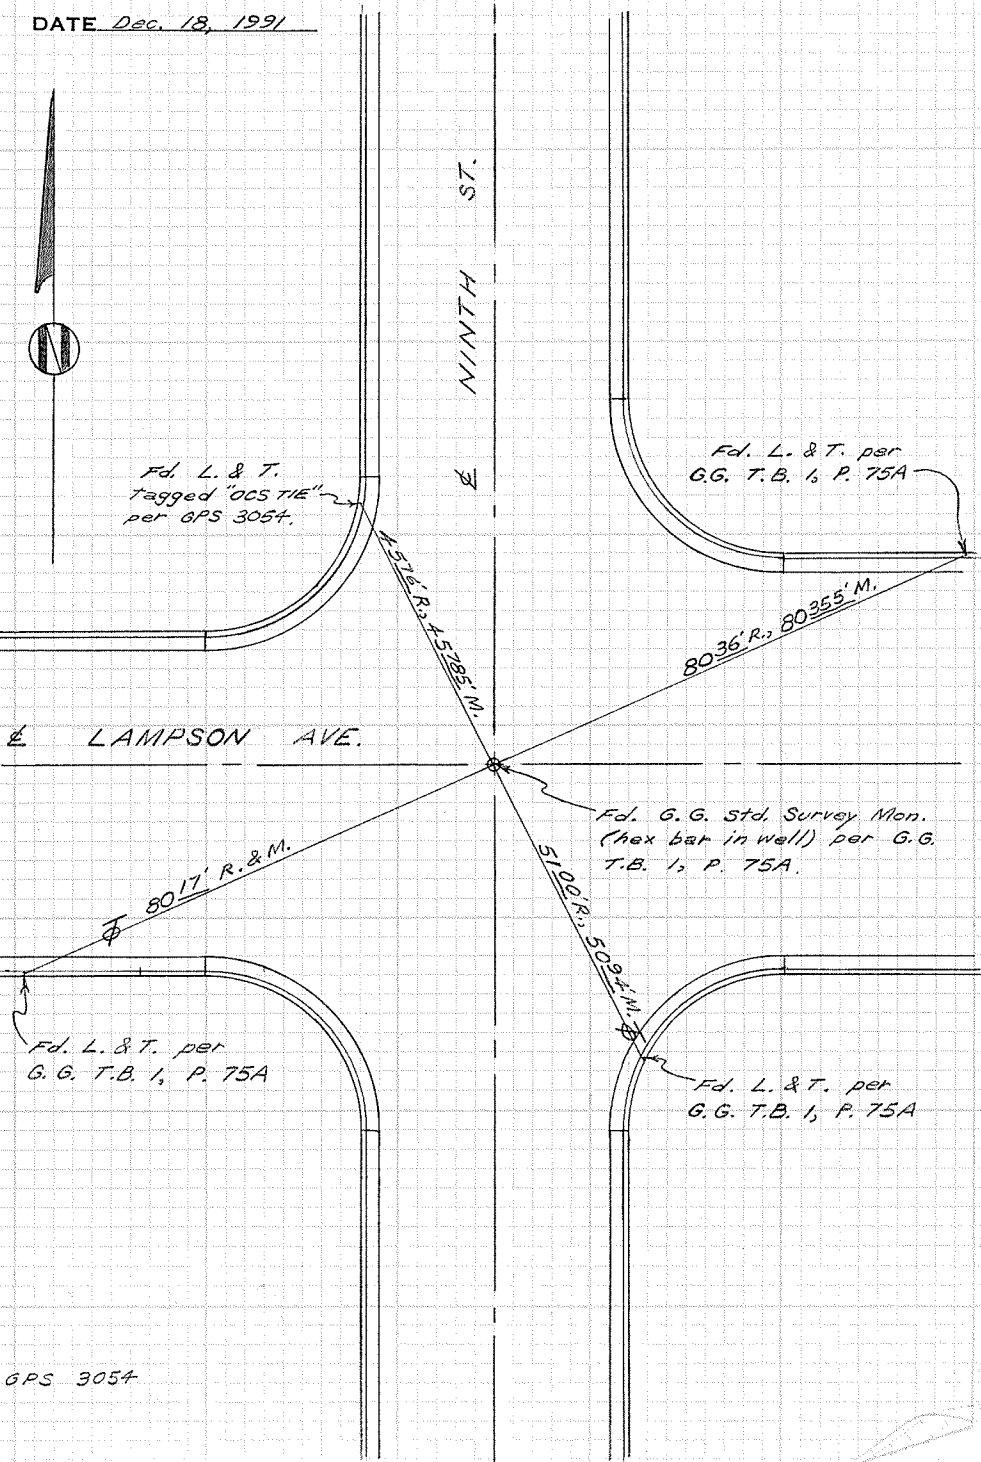 DATE Dec. 18, 1991
NINTH ST.
℄
N
Fd. L. & T.
tagged "OCS TIE"
per GPS 3054.
Fd. L. & T. per
G.G. T.B. 1, P. 75A
45.76' R., 45.785' M.
80.36' R., 80.355' M.
℄ LAMPSON AVE.
Fd. G.G. std. Survey Mon.
(hex bar in well) per G.G.
T.B. 1, P. 75A.
80.17' R. & M.
51.00' R., 50.94' M.
Fd. L. & T. per
G.G. T.B. 1, P. 75A
Fd. L. & T. per
G.G. T.B. 1, P. 75A
GPS 3054